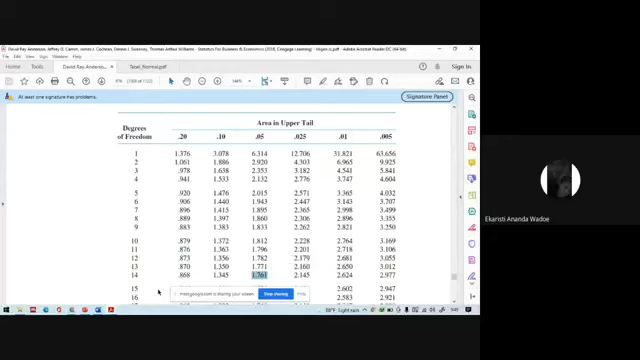 David Ray Anderson, Jeffrey D. Camm, James J. Cochran, Dennis J. Sweeney, Thomas Arthur Williams - Statistics For Business & Economics (2018, Cengage Learning) - libgen.lc.pdf - Adobe Acrobat Reader DC (64-bit)
File Edit View Sign Window Help
Home Tools David Ray Anderson... Tabel_Normal.pdf Sign In
At least one signature has problems. Signature Panel
Area in Upper Tail
Degrees
of Freedom .20 .10 .05 .025 .01 .005
1 1.376 3.078 6.314 12.706 31.821 63.656
2 1.061 1.886 2.920 4.303 6.965 9.925
3 .978 1.638 2.353 3.182 4.541 5.841
4 .941 1.533 2.132 2.776 3.747 4.604
5 .920 1.476 2.015 2.571 3.365 4.032
6 .906 1.440 1.943 2.447 3.143 3.707
7 .896 1.415 1.895 2.365 2.998 3.499
8 .889 1.397 1.860 2.306 2.896 3.355
9 .883 1.383 1.833 2.262 2.821 3.250
10 .879 1.372 1.812 2.228 2.764 3.169
11 .876 1.363 1.796 2.201 2.718 3.106
12 .873 1.356 1.782 2.179 2.681 3.055
13 .870 1.350 1.771 2.160 2.650 3.012
14 .868 1.345 1.761 2.145 2.624 2.977
15 2.602 2.947
16 2.583 2.921
meet.google.com is sharing your screen. Stop sharing Hide
Light rain
Ekaristi Ananda Wadoe